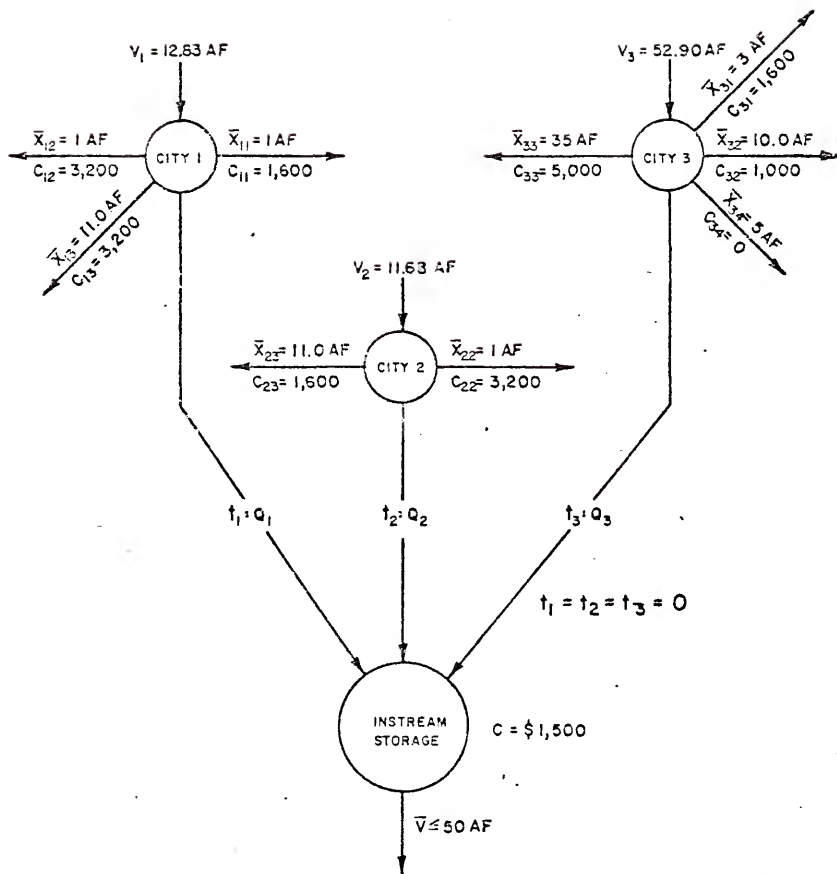 V₁ = 12.83 AF
X̄₁₂ = 1 AF
C₁₂ = 3,200
CITY 1
X̄₁₁ = 1 AF
C₁₁ = 1,600
X̄₁₃ = 11.0 AF
C₁₃ = 3,200
V₃ = 52.90 AF
X̄₃₁ = 3 AF
C₃₁ = 1,600
X̄₃₃ = 35 AF
C₃₃ = 5,000
CITY 3
X̄₃₂ = 10.0 AF
C₃₂ = 1,000
X̄₃₄ = 5 AF
C₃₄ = 0
V₂ = 11.63 AF
X̄₂₃ = 11.0 AF
C₂₃ = 1,600
CITY 2
X̄₂₂ = 1 AF
C₂₂ = 3,200
t₁: Q₁
t₂: Q₂
t₃: Q₃
t₁ = t₂ = t₃ = 0
INSTREAM
STORAGE
C = $1,500
V̄ ≤ 50 AF